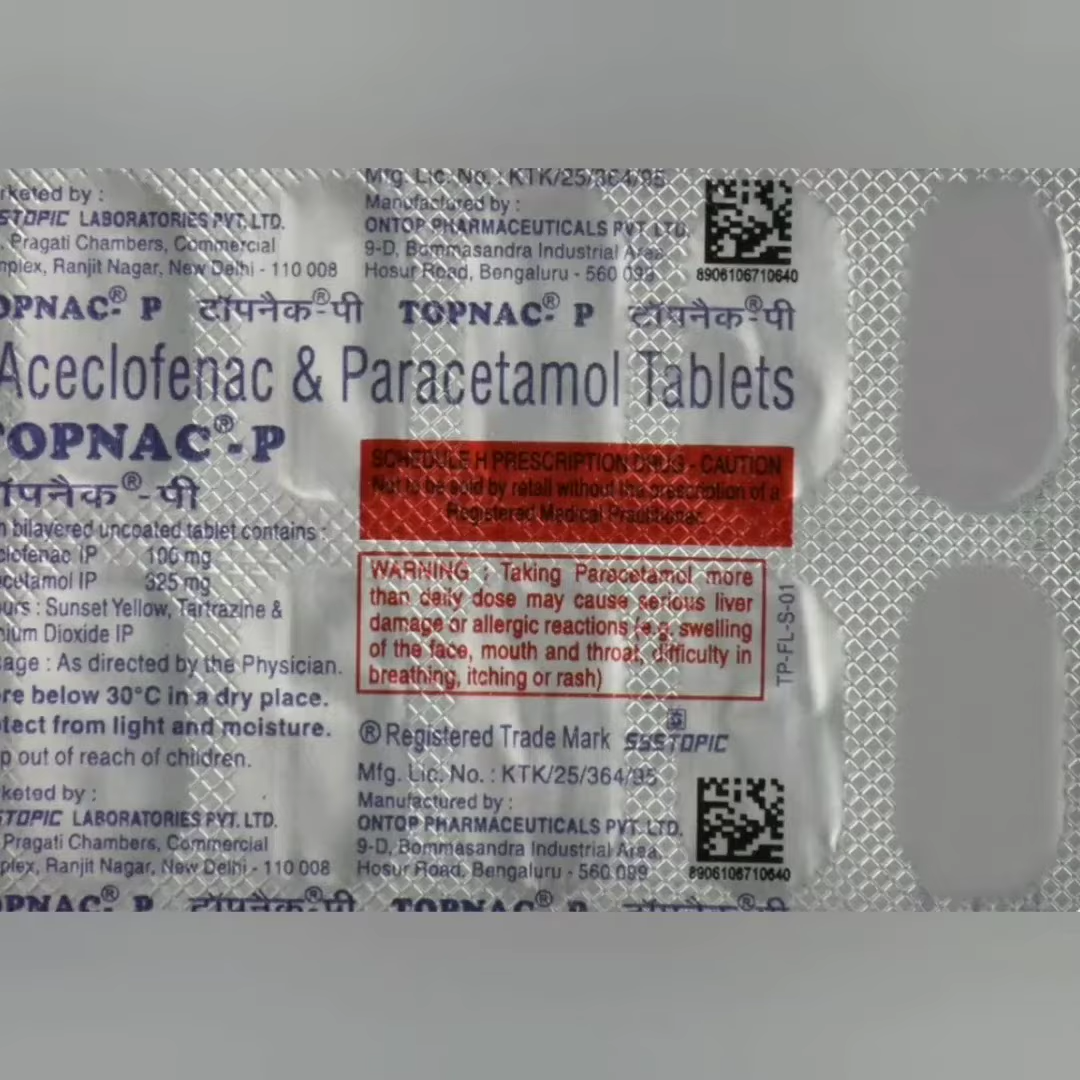 Mfg. Lic. No. : KTK/25/364/95
rketed by :
STOPIC LABORATORIES PVT. LTD.
, Pragati Chambers, Commercial
mplex, Ranjit Nagar, New Delhi - 110 008
Manufactured by :
ONTOP PHARMACEUTICALS PVT. LTD.
9-D, Bommasandra Industrial Area
Hosur Road, Bengaluru - 560 099
8906106710640
OPNAC®- P टॉपनैक®-पी TOPNAC®- P टॉपनैक®-पी
Aceclofenac & Paracetamol Tablets
TOPNAC®-P
ॉपनैक®-पी
h bilayered uncoated tablet contains :
clofenac IP 100 mg
cetamol IP 325 mg
urs : Sunset Yellow, Tartrazine &
nium Dioxide IP
sage : As directed by the Physician.
re below 30°C in a dry place.
tect from light and moisture.
p out of reach of children.
SCHEDULE H PRESCRIPTION DRUG - CAUTION
Not to be sold by retail without the prescription of a
Registered Medical Practitioner.
WARNING : Taking Paracetamol more
than daily dose may cause serious liver
damage or allergic reactions (e.g. swelling
of the face, mouth and throat, difficulty in
breathing, itching or rash)
TP-FL-S-01
® Registered Trade Mark SYSTOPIC
Mfg. Lic. No. : KTK/25/364/95
keted by :
TOPIC LABORATORIES PVT. LTD.
Pragati Chambers, Commercial
plex, Ranjit Nagar, New Delhi - 110 008
Manufactured by :
ONTOP PHARMACEUTICALS PVT. LTD.
9-D, Bommasandra Industrial Area,
Hosur Road, Bengaluru - 560 099
8906106710640
OPNAC®- P टॉपनैक®-पी TOPNAC®- P टॉपनैक®-पी